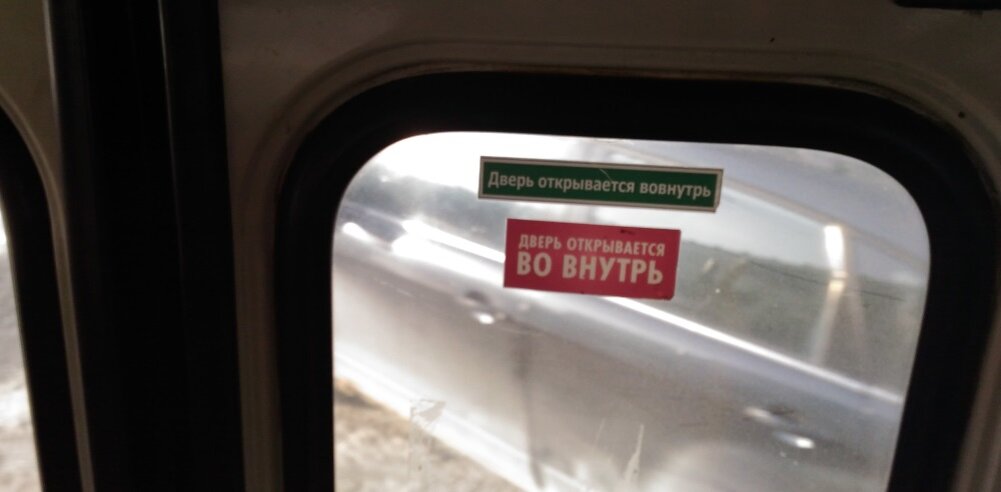 Дверь открывается вовнутрь
ДВЕРЬ ОТКРЫВАЕТСЯ
ВО ВНУТРЬ